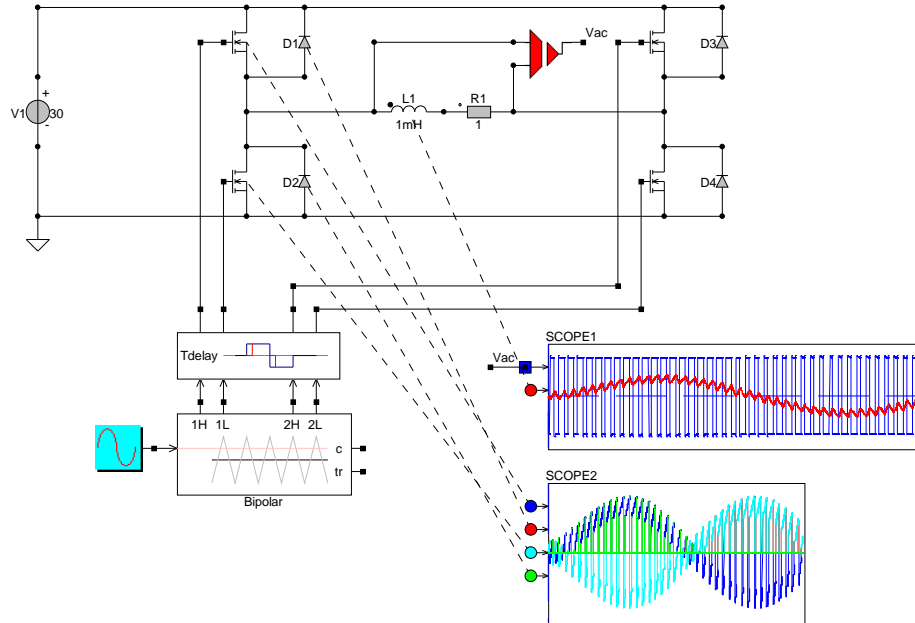 Vac
D1
D3
+
V1 30
-
L1
R1
1mH
1
D2
D4
Tdelay
SCOPE1
Vac
1H 1L 2H 2L
c
tr
Bipolar
SCOPE2